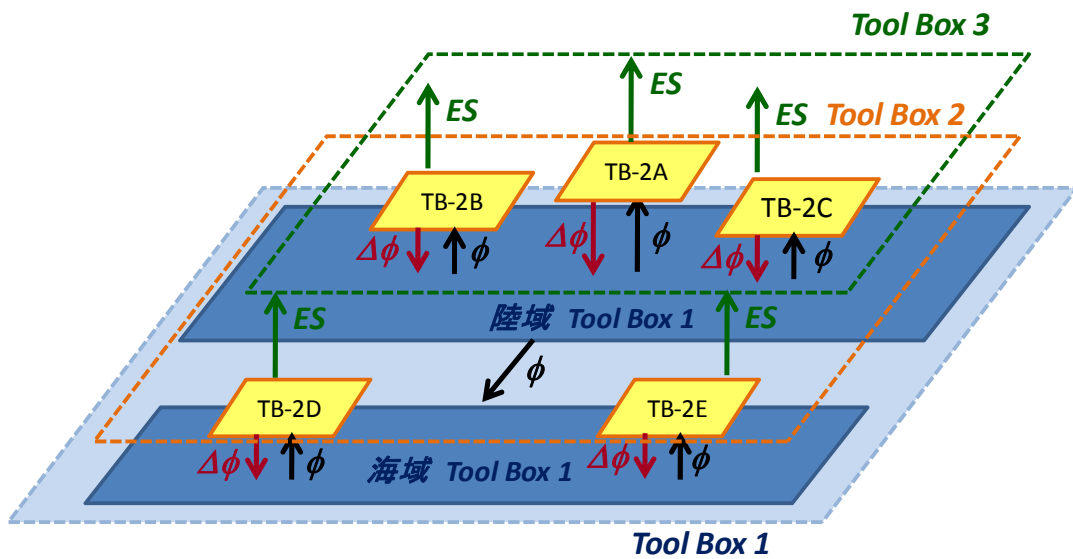 Tool Box 3
ES
ES
ES
Tool Box 2
TB-2A
TB-2B
TB-2C
Δϕ
ϕ
Δϕ
ϕ
Δϕ
ϕ
ES
陸域 Tool Box 1
ES
ϕ
TB-2D
TB-2E
Δϕ
ϕ
海域 Tool Box 1
Δϕ
ϕ
Tool Box 1